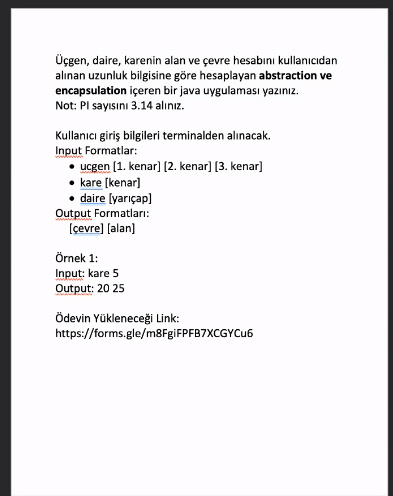 Üçgen, daire, karenin alan ve çevre hesabını kullanıcıdan
alınan uzunluk bilgisine göre hesaplayan abstraction ve
encapsulation içeren bir java uygulaması yazınız.
Not: PI sayısını 3.14 alınız.
Kullanıcı giriş bilgileri terminalden alınacak.
Input Formatlar:
• ucgen [1. kenar] [2. kenar] [3. kenar]
• kare [kenar]
• daire [yarıçap]
Output Formatları:
[çevre] [alan]
Örnek 1:
Input: kare 5
Output: 20 25
Ödevin Yükleneceği Link:
https://forms.gle/m8FgiFPFB7XCGYCu6